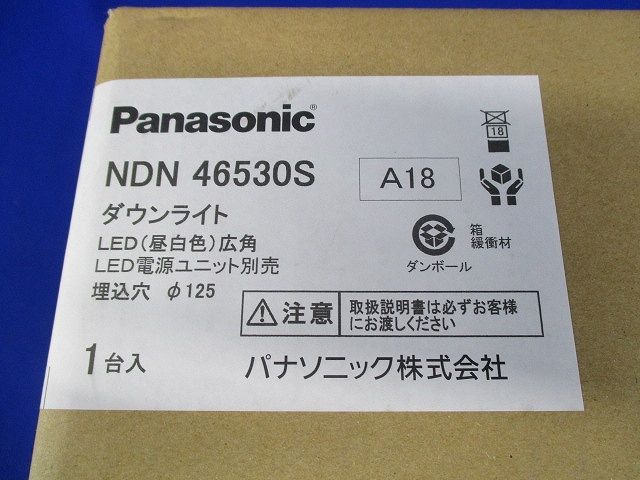 Panasonic®
NDN 46530S
A18
18
ダウンライト
LED(昼白色)広角
LED電源ユニット別売
埋込穴 φ125
箱
緩衝材
ダンボール
注意
取扱説明書は必ずお客様
にお渡しください
1台入
パナソニック株式会社